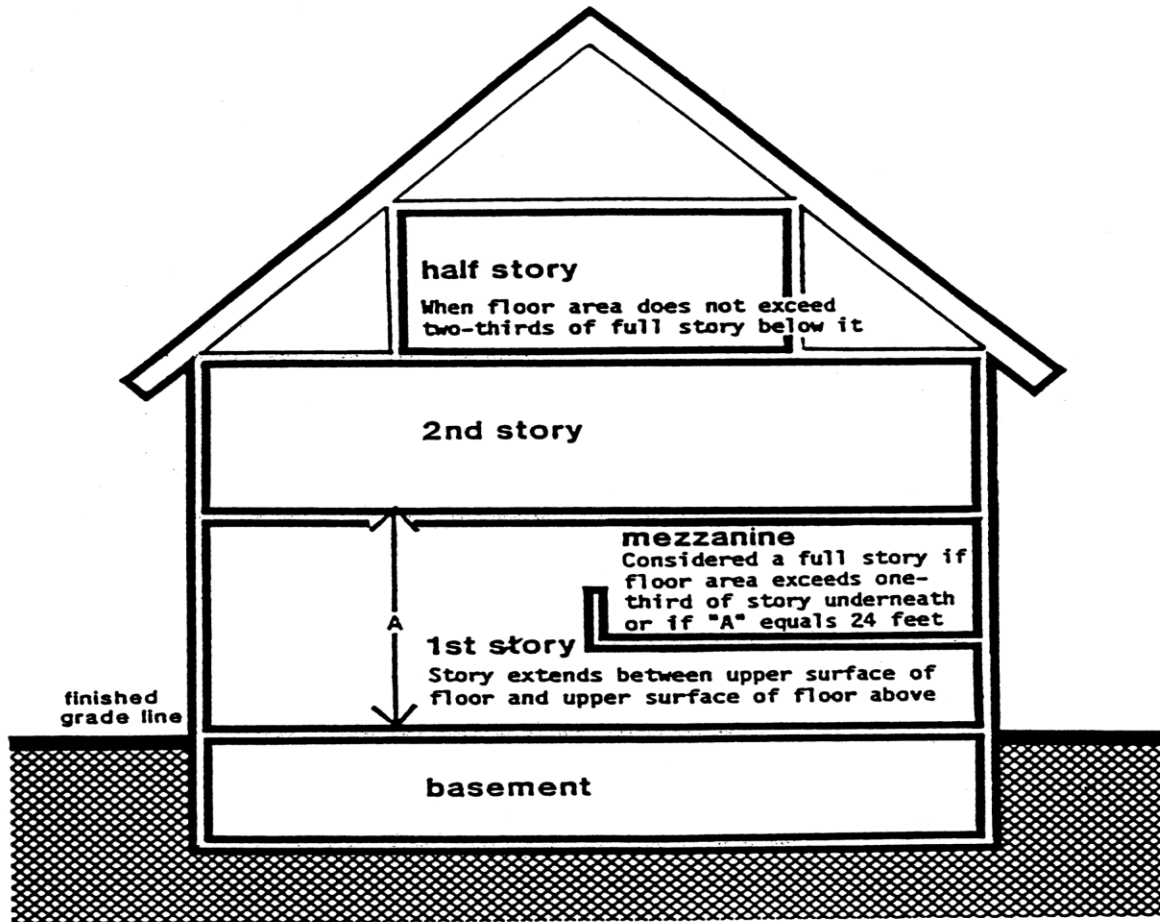 half story
When floor area does not exceed
two-thirds of full story below it
2nd story
mezzanine
Considered a full story if
floor area exceeds one-
third of story underneath
or if "A" equals 24 feet
A
1st story
Story extends between upper surface of
floor and upper surface of floor above
finished
grade line
basement